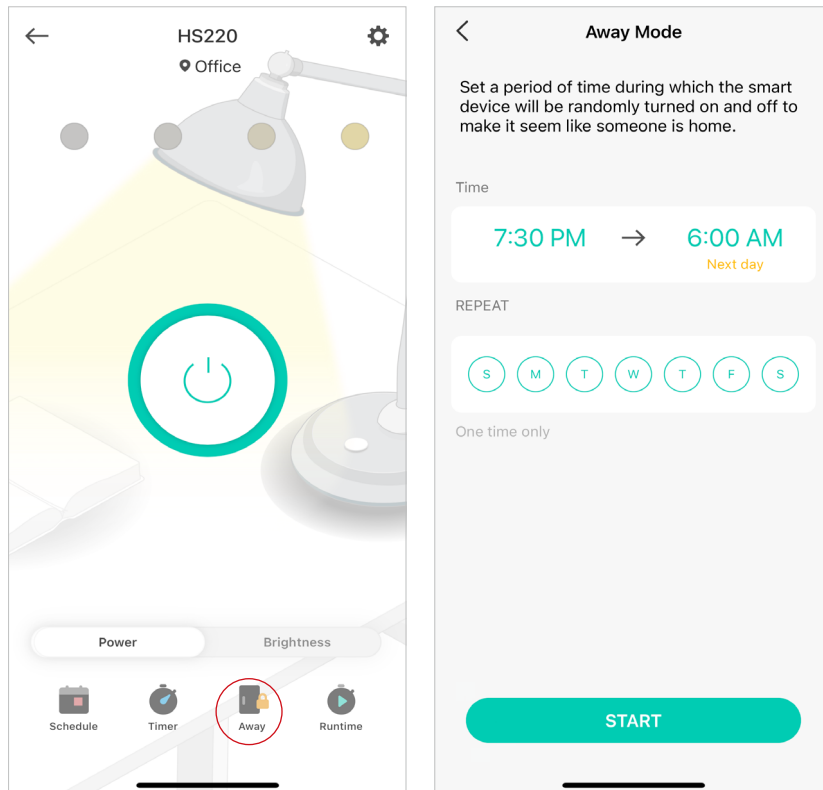 HS220
Office
Power
Brightness
Schedule
Timer
Away
Runtime
Away Mode
Set a period of time during which the smart
device will be randomly turned on and off to
make it seem like someone is home.
Time
7:30 PM → 6:00 AM
Next day
REPEAT
S M T W T F S
One time only
START